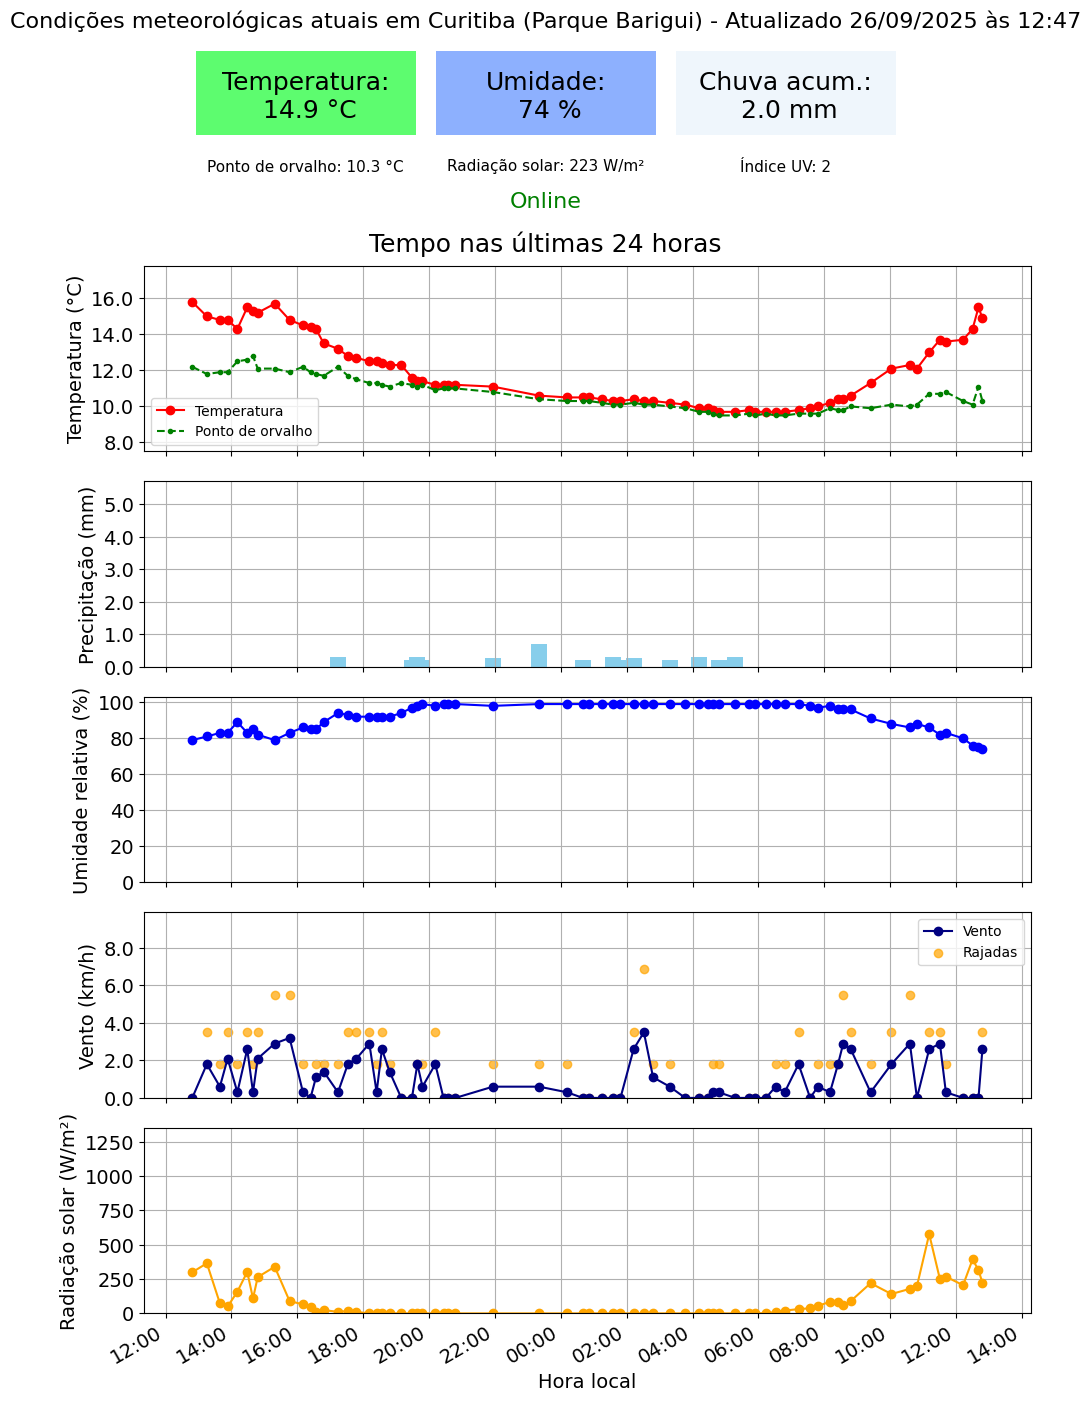 Condições meteorológicas atuais em Curitiba (Parque Barigui) - Atualizado 26/09/2025 às 12:47
Temperatura:
14.9 °C
Umidade:
74 %
Chuva acum.:
2.0 mm
Ponto de orvalho: 10.3 °C
Radiação solar: 223 W/m²
Índice UV: 2
Online
Tempo nas últimas 24 horas
Temperatura (°C)
16.0
14.0
12.0
10.0
8.0
Temperatura
Ponto de orvalho
Precipitação (mm)
5.0
4.0
3.0
2.0
1.0
0.0
Umidade relativa (%)
100
80
60
40
20
0
Vento (km/h)
8.0
6.0
4.0
2.0
0.0
Vento
Rajadas
Radiação solar (W/m²)
1250
1000
750
500
250
0
12:00
14:00
16:00
18:00
20:00
22:00
00:00
02:00
04:00
06:00
08:00
10:00
12:00
14:00
Hora local